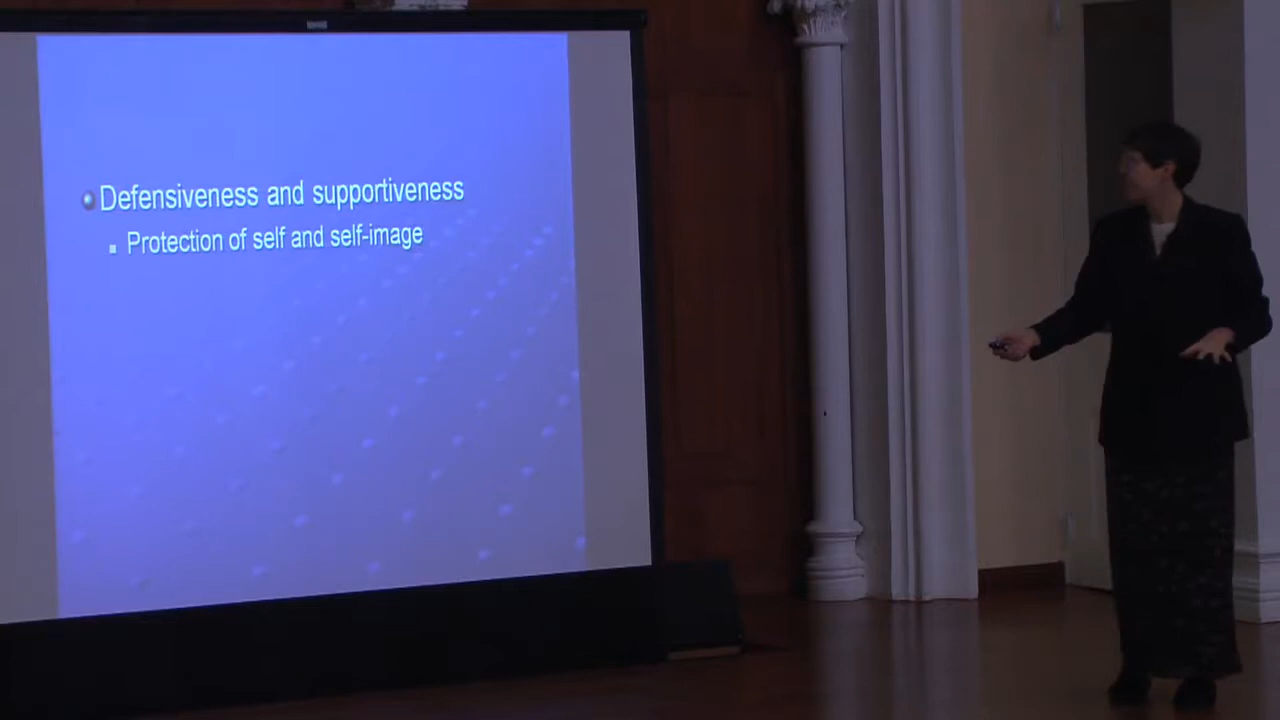 Defensiveness and supportiveness
Protection of self and self-image